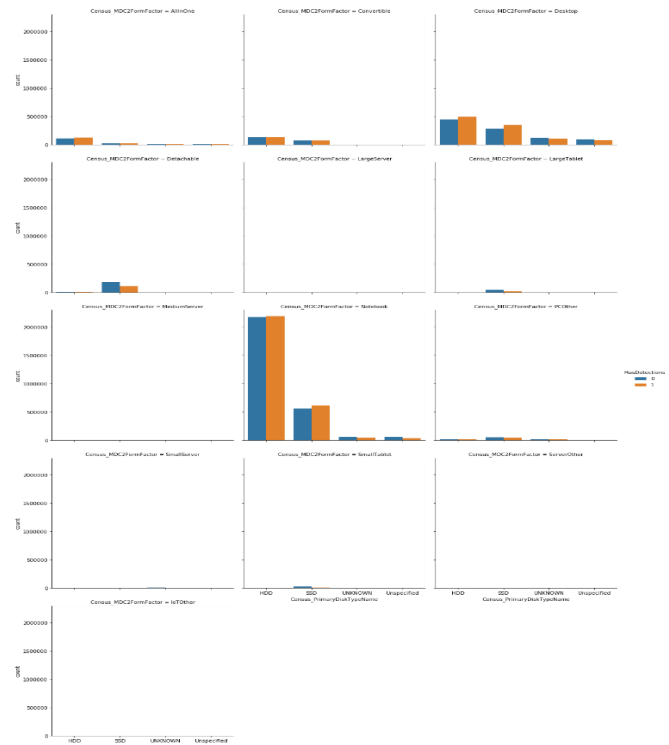 Census_MDC2FormFactor = AllInOne
Census_MDC2FormFactor = Convertible
Census_MDC2FormFactor = Desktop
2000000
1500000
count
1000000
500000
0
Census_MDC2FormFactor = Detachable
Census_MDC2FormFactor = LargeServer
Census_MDC2FormFactor = LargeTablet
2000000
1500000
count
1000000
500000
0
Census_MDC2FormFactor = MediumServer
Census_MDC2FormFactor = Notebook
Census_MDC2FormFactor = PCOther
2000000
1500000
count
1000000
500000
0
HasDetections
0
1
Census_MDC2FormFactor = SmallServer
Census_MDC2FormFactor = SmallTablet
Census_MDC2FormFactor = ServerOther
2000000
1500000
count
1000000
500000
0
HDD SSD UNKNOWN Unspecified
HDD SSD UNKNOWN Unspecified
Census_PrimaryDiskTypeName
Census_PrimaryDiskTypeName
Census_MDC2FormFactor = IoTOther
2000000
1500000
count
1000000
500000
0
HDD SSD UNKNOWN Unspecified